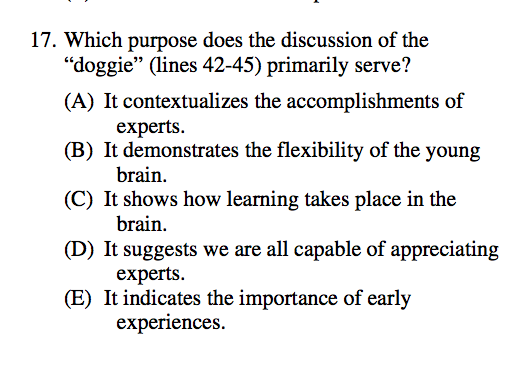 17. Which purpose does the discussion of the
“doggie” (lines 42-45) primarily serve?
(A) It contextualizes the accomplishments of
experts.
(B) It demonstrates the flexibility of the young
brain.
(C) It shows how learning takes place in the
brain.
(D) It suggests we are all capable of appreciating
experts.
(E) It indicates the importance of early
experiences.